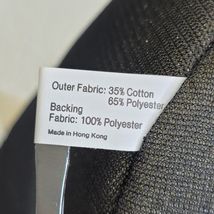 Outer Fabric: 35% Cotton
65% Polyester
Backing
Fabric: 100% Polyester
Made in Hong Kong